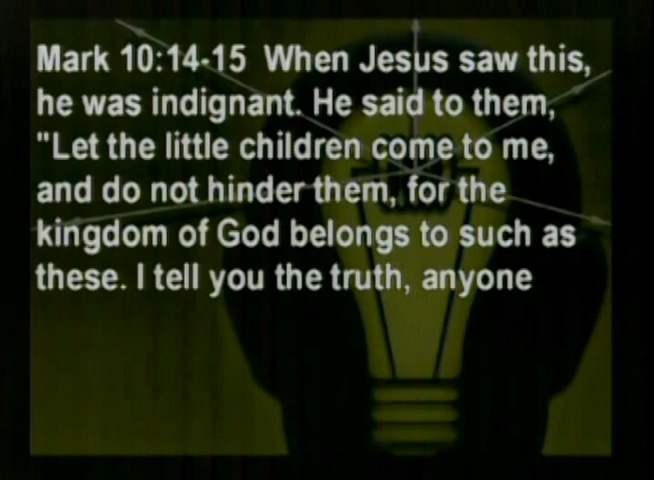 Mark 10:14-15  When Jesus saw this,
he was indignant. He said to them,
"Let the little children come to me,
and do not hinder them, for the
kingdom of God belongs to such as
these. I tell you the truth, anyone